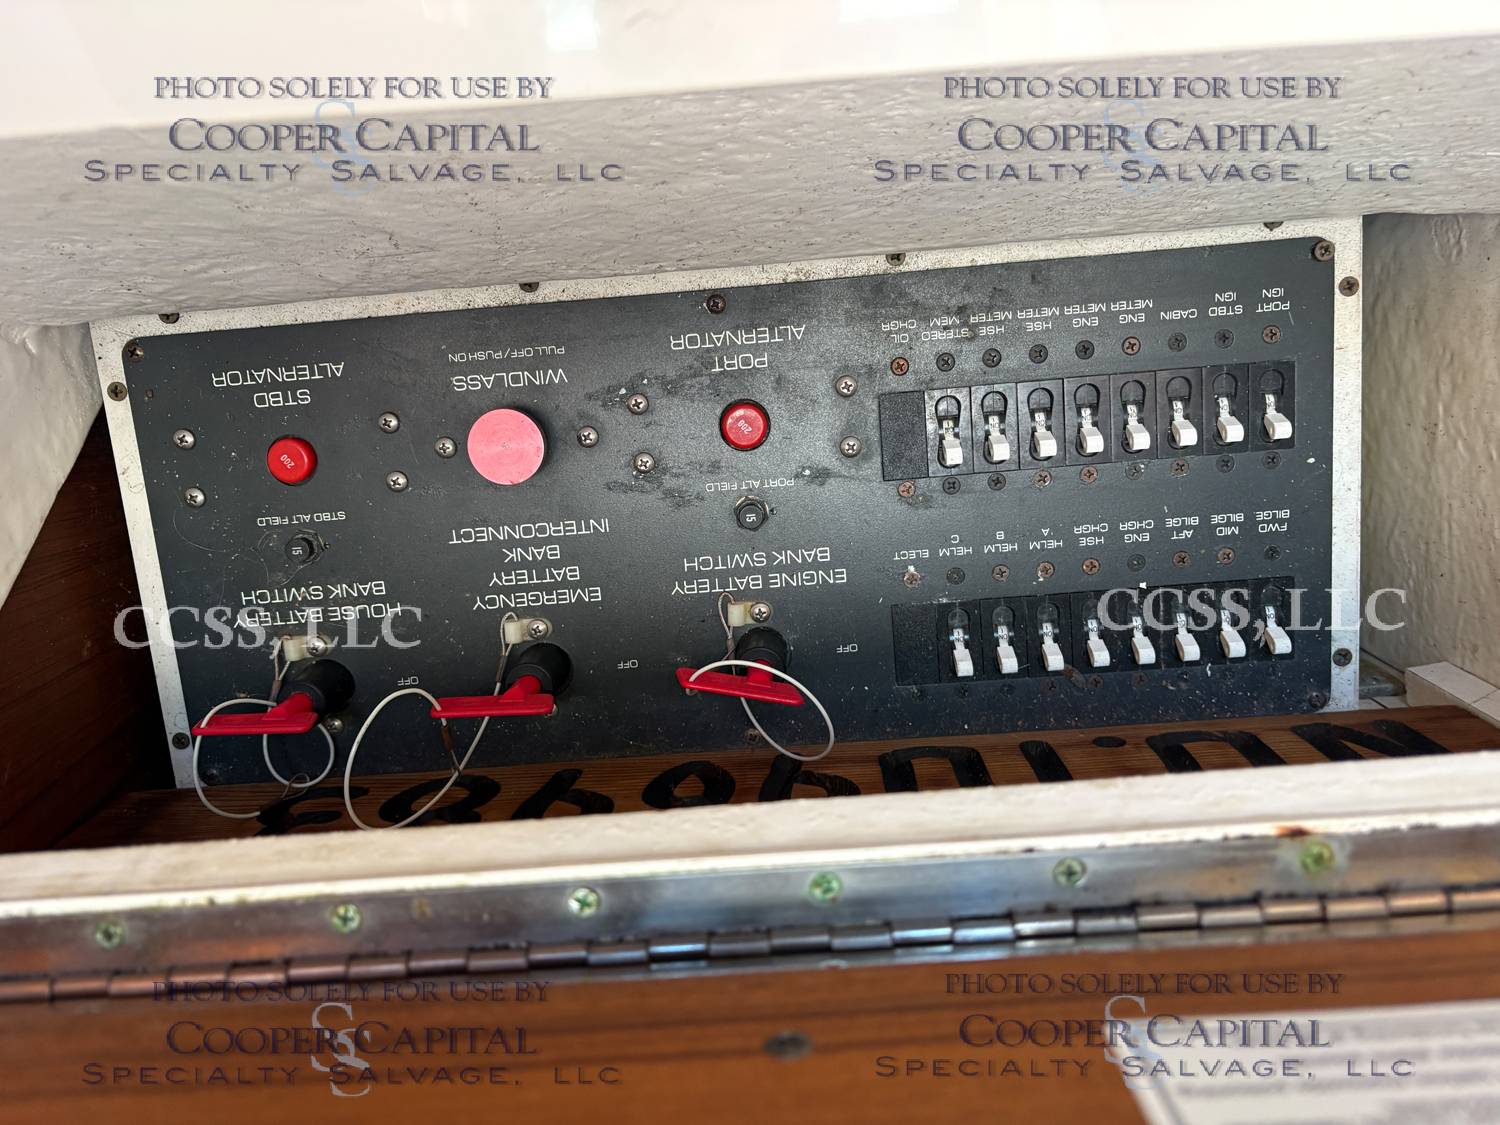 PHOTO SOLELY FOR USE BY
COOPER CAPITAL
SPECIALTY SALVAGE, LLC
PHOTO SOLELY FOR USE BY
COOPER CAPITAL
SPECIALTY SALVAGE, LLC
FWD
BILGE
MID
BILGE
AFT
BILGE
ENG
CHGR
HSE
CHGR
HELM
A
HELM
B
HELM
C
ELECT
PORT
IGN
STBD
IGN
CABIN
ENG
METER
ENG
METER
HSE
METER
HSE
METER
STEREO
MEM
OIL
CHGR
OFF
ENGINE BATTERY
BANK SWITCH
15
PORT ALT FIELD
200
PORT
ALTERNATOR
OFF
EMERGENCY
BATTERY
BANK
INTERCONNECT
WINDLASS
PULL OFF/PUSH ON
OFF
HOUSE BATTERY
BANK SWITCH
15
STBD ALT FIELD
200
STBD
ALTERNATOR
CCSS, LLC
CCSS, LLC
NO. 1096983
PHOTO SOLELY FOR USE BY
COOPER CAPITAL
SPECIALTY SALVAGE, LLC
PHOTO SOLELY FOR USE BY
COOPER CAPITAL
SPECIALTY SALVAGE, LLC